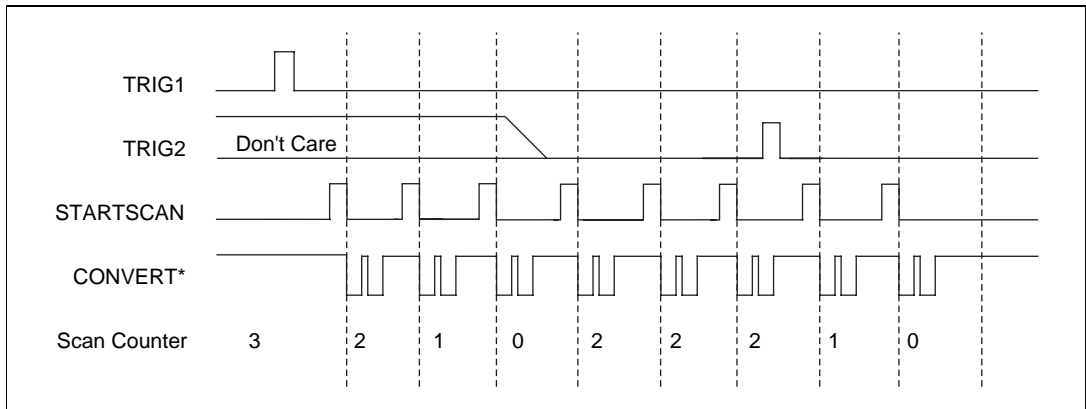 TRIG1
TRIG2 Don't Care
STARTSCAN
CONVERT*
Scan Counter 3 2 1 0 2 2 2 1 0